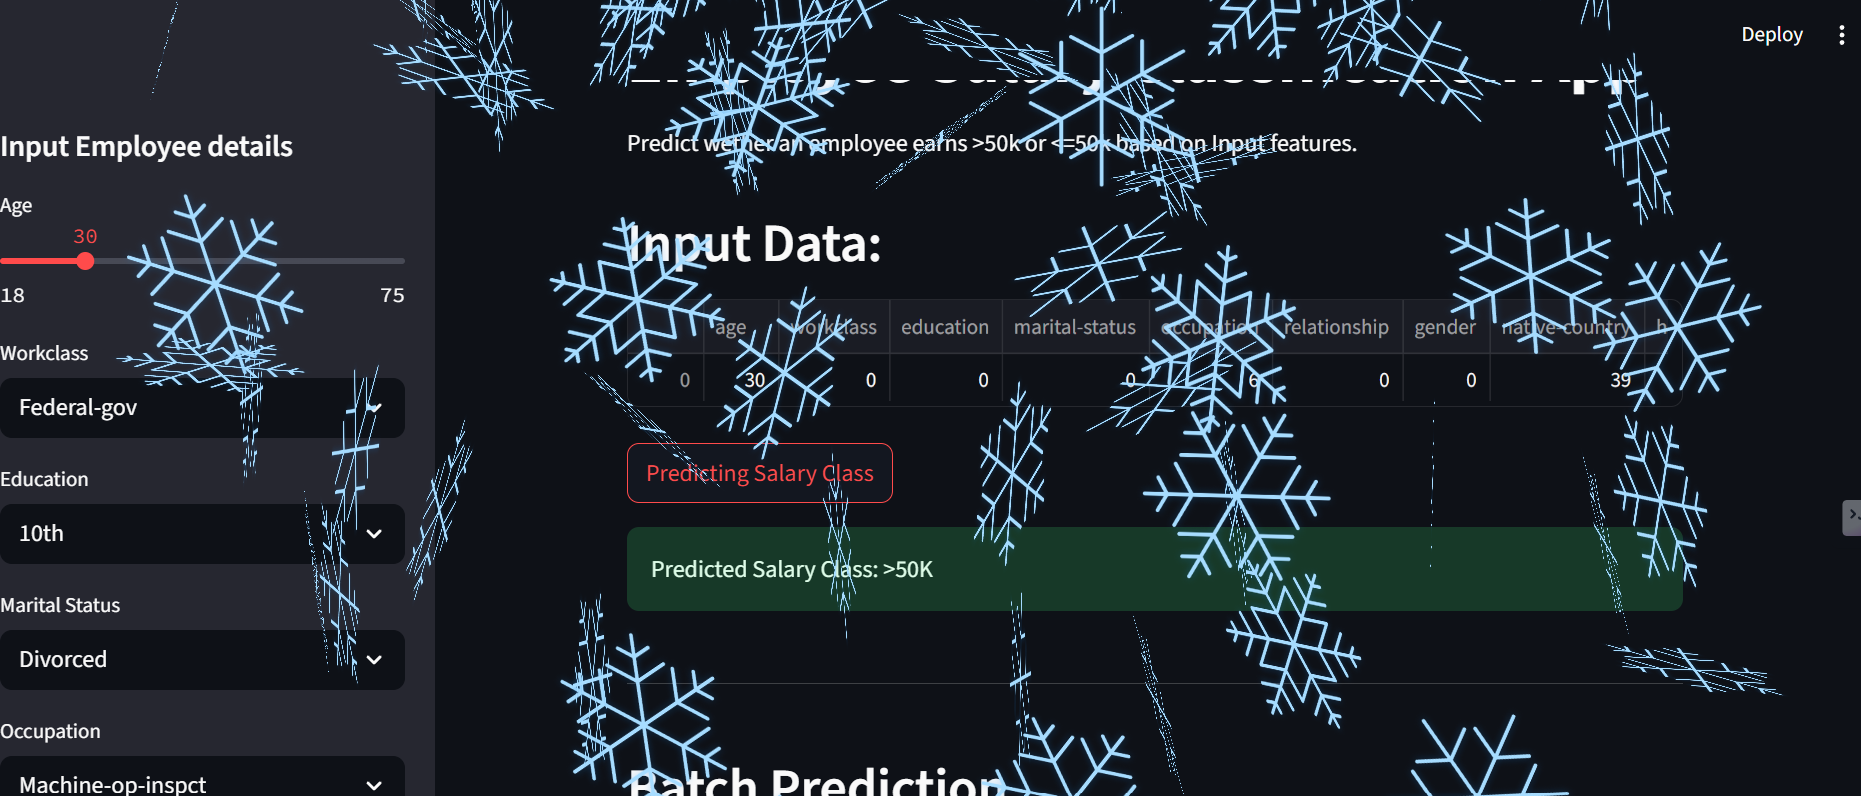 Deploy
Input Employee details
Age
30
18 75
Workclass
Federal-gov
Education
10th
Marital Status
Divorced
Occupation
Machine-op-inspct
Predict wether an employee earns >50k or <=50k based on Input features.
Input Data:
age workclass education marital-status occupation relationship gender native-country h
0 30 0 0 0 6 0 0 39
Predicting Salary Class
Predicted Salary Class: >50K
Batch Prediction